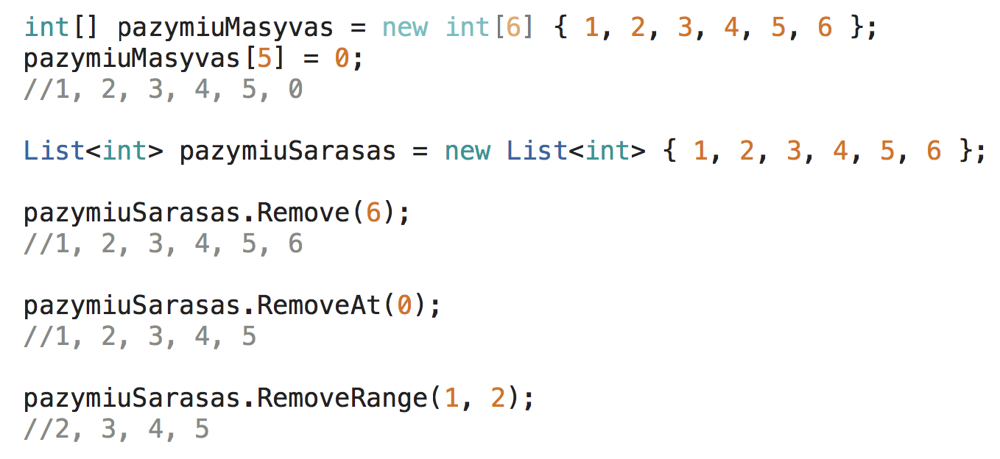 int[] pazymiuMasyvas = new int[6] { 1, 2, 3, 4, 5, 6 };
pazymiuMasyvas[5] = 0;
//1, 2, 3, 4, 5, 0
List<int> pazymiuSarasas = new List<int> { 1, 2, 3, 4, 5, 6 };
pazymiuSarasas.Remove(6);
//1, 2, 3, 4, 5, 6
pazymiuSarasas.RemoveAt(0);
//1, 2, 3, 4, 5
pazymiuSarasas.RemoveRange(1, 2);
//2, 3, 4, 5